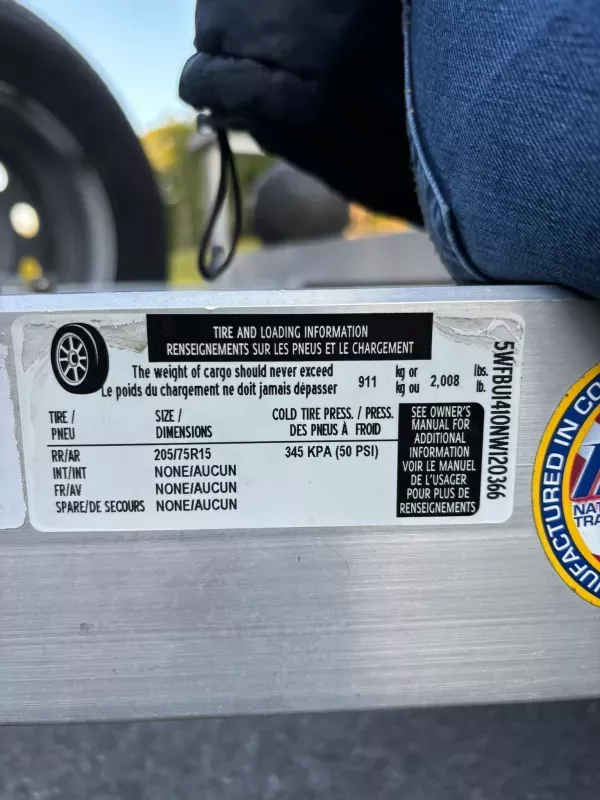 TIRE AND LOADING INFORMATION
RENSEIGNEMENTS SUR LES PNEUS ET LE CHARGEMENT
The weight of cargo should never exceed 911 kg or 2,008 lbs.
Le poids du chargement ne doit jamais dépasser kg ou lb.
TIRE / SIZE / COLD TIRE PRESS. / PRESS.
PNEU DIMENSIONS DES PNEUS À FROID
RR/AR 205/75R15 345 KPA (50 PSI)
INT/INT NONE/AUCUN
FR/AV NONE/AUCUN
SPARE/DE SECOURS NONE/AUCUN
SEE OWNER'S
MANUAL FOR
ADDITIONAL
INFORMATION
VOIR LE MANUEL
DE L'USAGER
POUR PLUS DE
RENSEIGNEMENTS
5WFBU1410NW120366
IN CO
NAT
TRA